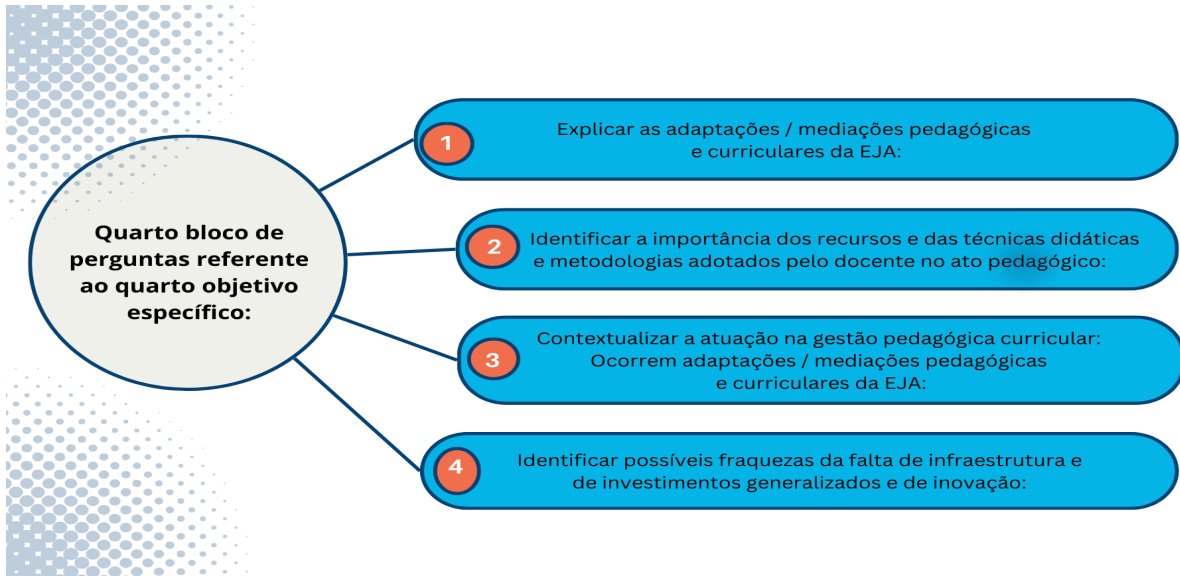 Quarto bloco de
perguntas referente
ao quarto objetivo
específico:
1
Explicar as adaptações / mediações pedagógicas
e curriculares da EJA:
2
Identificar a importância dos recursos e das técnicas didáticas
e metodologias adotados pelo docente no ato pedagógico:
3
Contextualizar a atuação na gestão pedagógica curricular:
Ocorrem adaptações / mediações pedagógicas
e curriculares da EJA:
4
Identificar possíveis fraquezas da falta de infraestrutura e
de investimentos generalizados e de inovação: